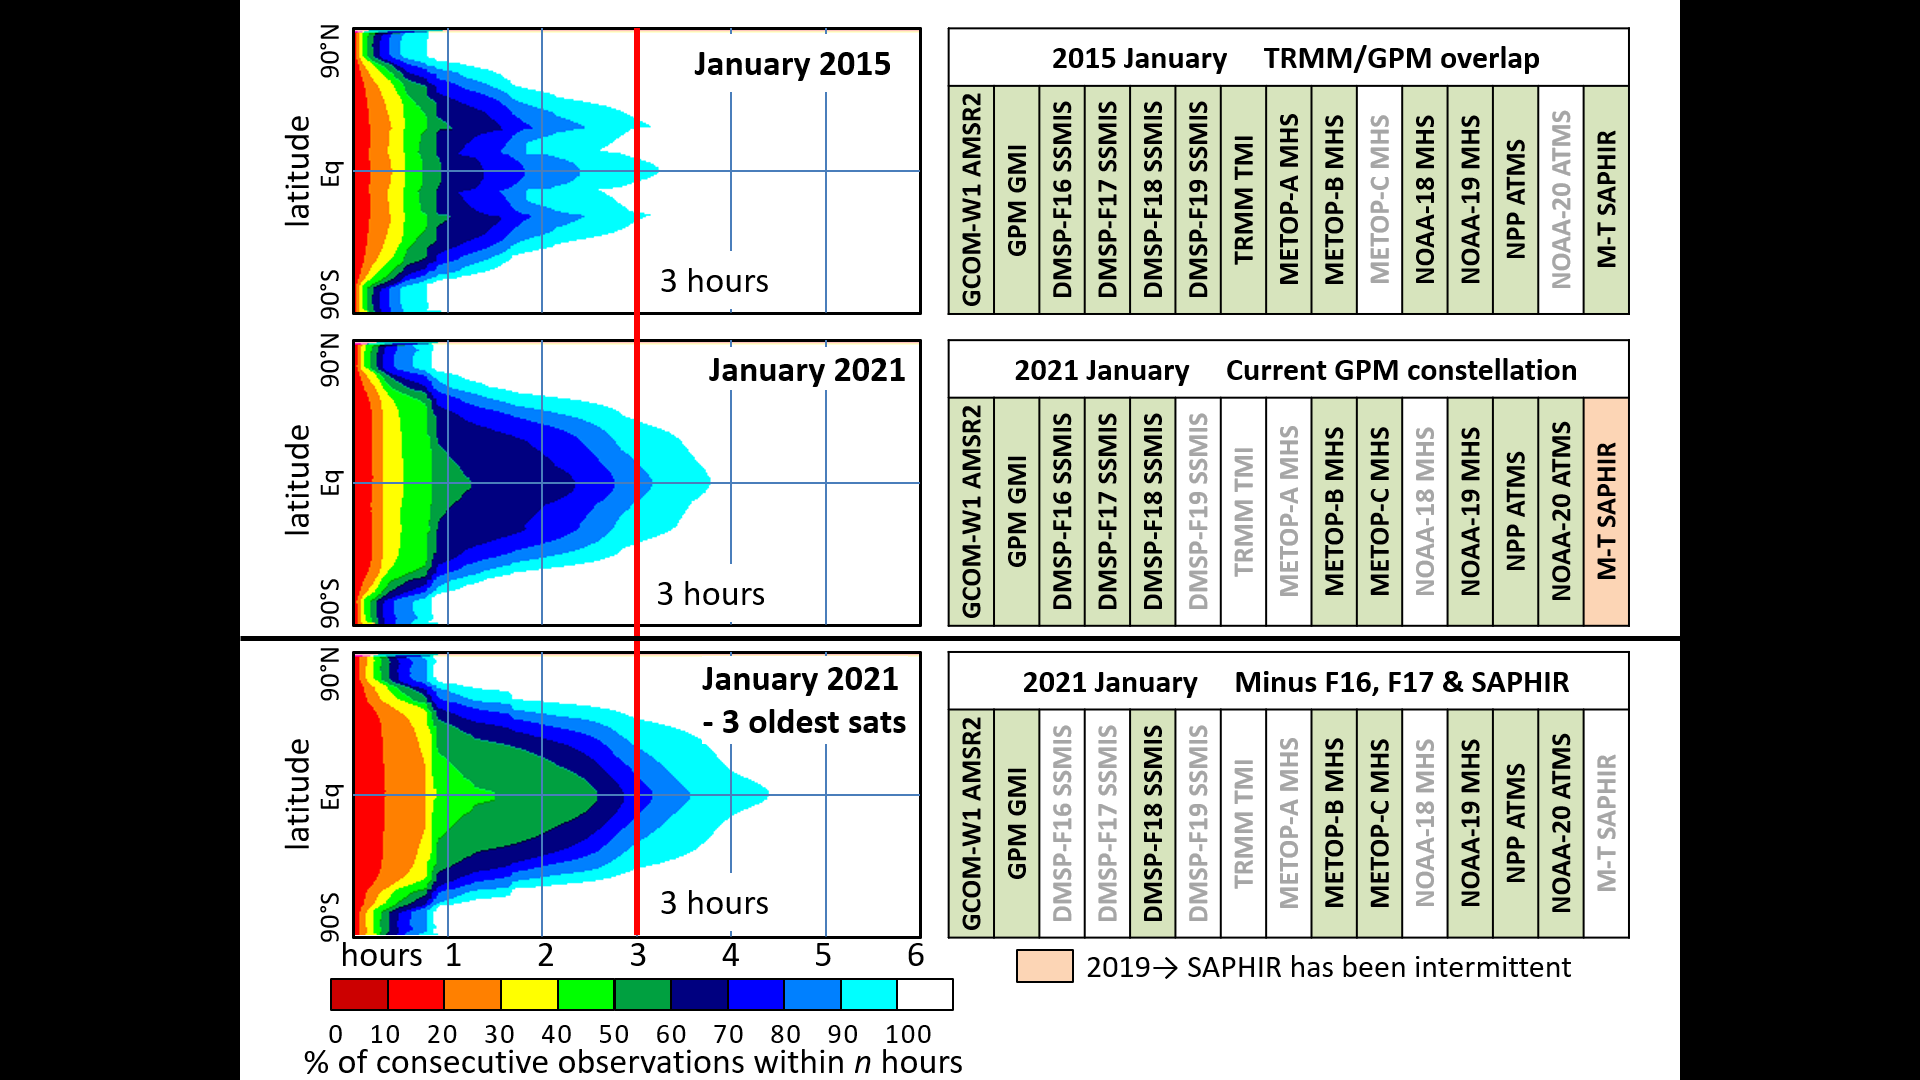 90°N
latitude
Eq
90°S
January 2015
3 hours
2015 January TRMM/GPM overlap
GCOM-W1 AMSR2
GPM GMI
DMSP-F16 SSMIS
DMSP-F17 SSMIS
DMSP-F18 SSMIS
DMSP-F19 SSMIS
TRMM TMI
METOP-A MHS
METOP-B MHS
METOP-C MHS
NOAA-18 MHS
NOAA-19 MHS
NPP ATMS
NOAA-20 ATMS
M-T SAPHIR
90°N
latitude
Eq
90°S
January 2021
3 hours
2021 January Current GPM constellation
GCOM-W1 AMSR2
GPM GMI
DMSP-F16 SSMIS
DMSP-F17 SSMIS
DMSP-F18 SSMIS
DMSP-F19 SSMIS
TRMM TMI
METOP-A MHS
METOP-B MHS
METOP-C MHS
NOAA-18 MHS
NOAA-19 MHS
NPP ATMS
NOAA-20 ATMS
M-T SAPHIR
90°N
latitude
Eq
90°S
January 2021
- 3 oldest sats
3 hours
2021 January Minus F16, F17 & SAPHIR
GCOM-W1 AMSR2
GPM GMI
DMSP-F16 SSMIS
DMSP-F17 SSMIS
DMSP-F18 SSMIS
DMSP-F19 SSMIS
TRMM TMI
METOP-A MHS
METOP-B MHS
METOP-C MHS
NOAA-18 MHS
NOAA-19 MHS
NPP ATMS
NOAA-20 ATMS
M-T SAPHIR
hours 1 2 3 4 5 6
2019→ SAPHIR has been intermittent
0 10 20 30 40 50 60 70 80 90 100
% of consecutive observations within n hours